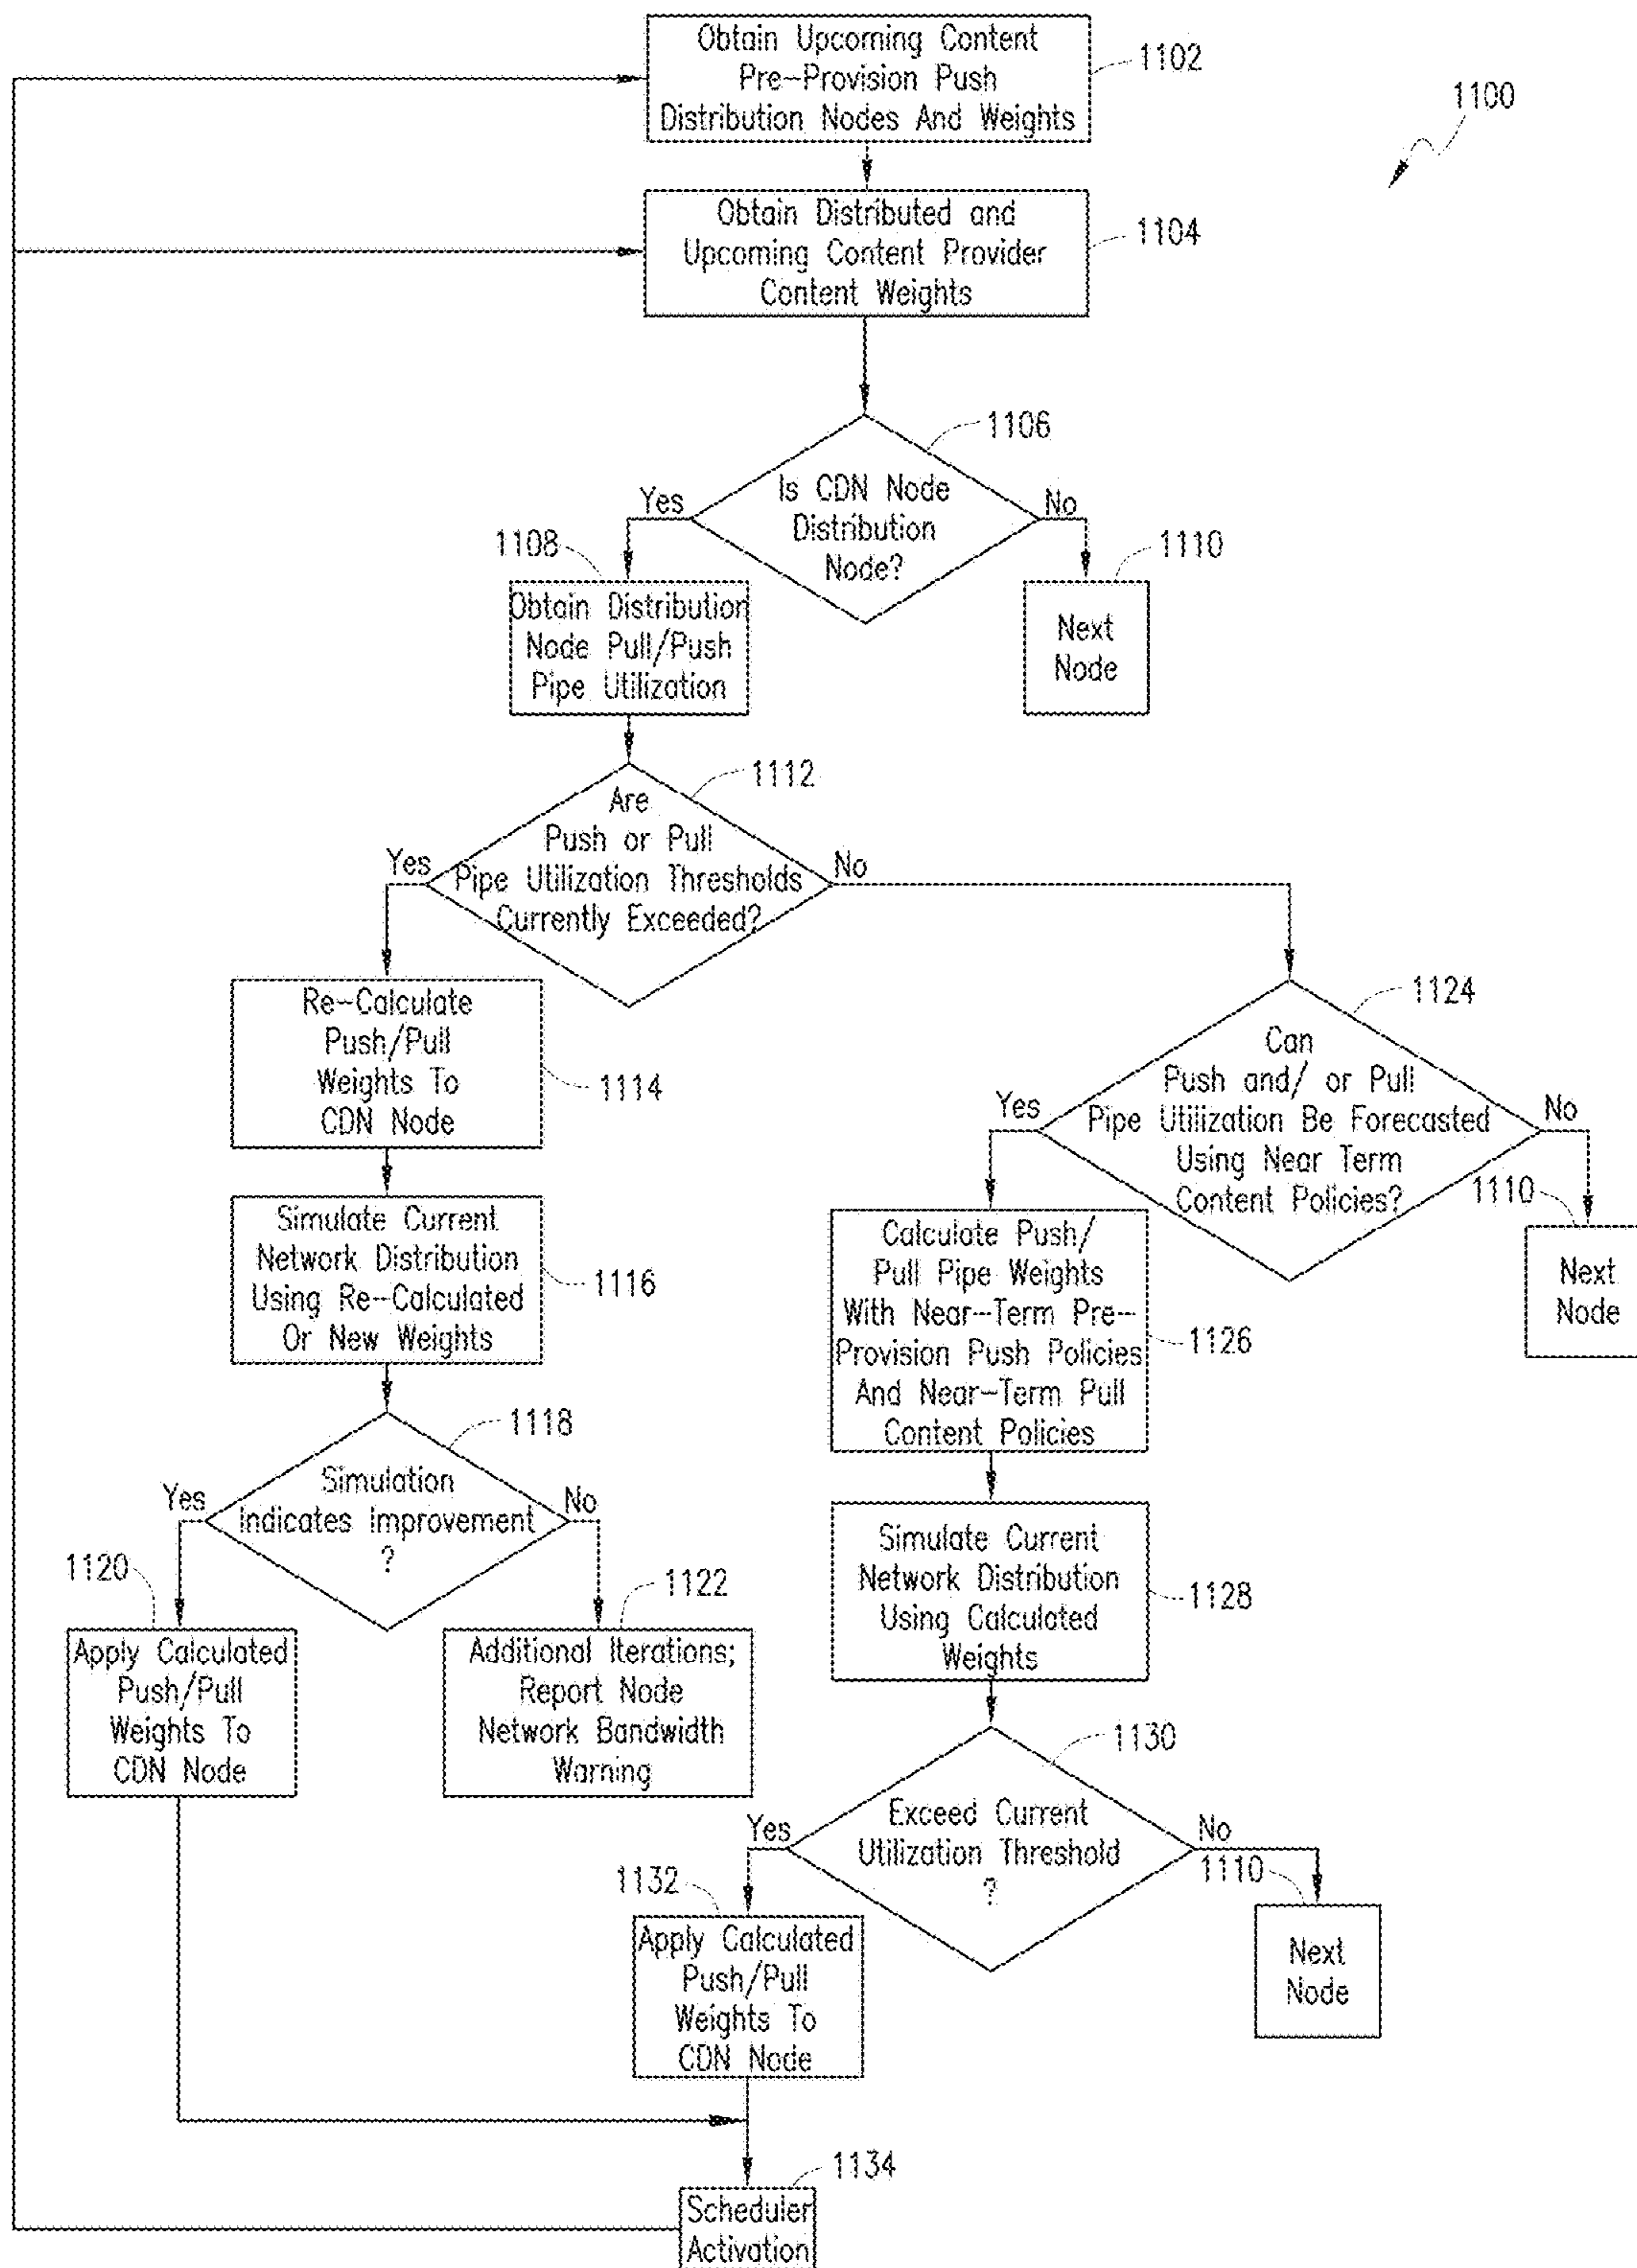 Obtain Upcoming Content
Pre-Provision Push
Distribution Nodes And Weights
1102
1100
Obtain Distributed and
Upcoming Content Provider
Content Weights
1104
1106
Is CDN Node
Distribution
Node?
Yes
No
1108
Obtain Distribution
Node Pull/Push
Pipe Utilization
1110
Next
Node
1112
Are
Push or Pull
Pipe Utilization Thresholds
Currently Exceeded?
Yes
No
Re-Calculate
Push/Pull
Weights To
CDN Node
1114
1124
Can
Push and/ or Pull
Pipe Utilization Be Forecasted
Using Near Term
Content Policies?
Yes
No
1110
Next
Node
Simulate Current
Network Distribution
Using Re-Calculated
Or New Weights
1116
Calculate Push/
Pull Pipe Weights
With Near-Term Pre-
Provision Push Policies
And Near-Term Pull
Content Policies
1126
1118
Simulation
Indicates Improvement
?
Yes
No
1120
Apply Calculated
Push/Pull
Weights To
CDN Node
1122
Additional Iterations;
Report Node
Network Bandwidth
Warning
Simulate Current
Network Distribution
Using Calculated
Weights
1128
1130
Exceed Current
Utilization Threshold
?
Yes
No
1132
Apply Calculated
Push/Pull
Weights To
CDN Node
1110
Next
Node
1134
Scheduler
Activation